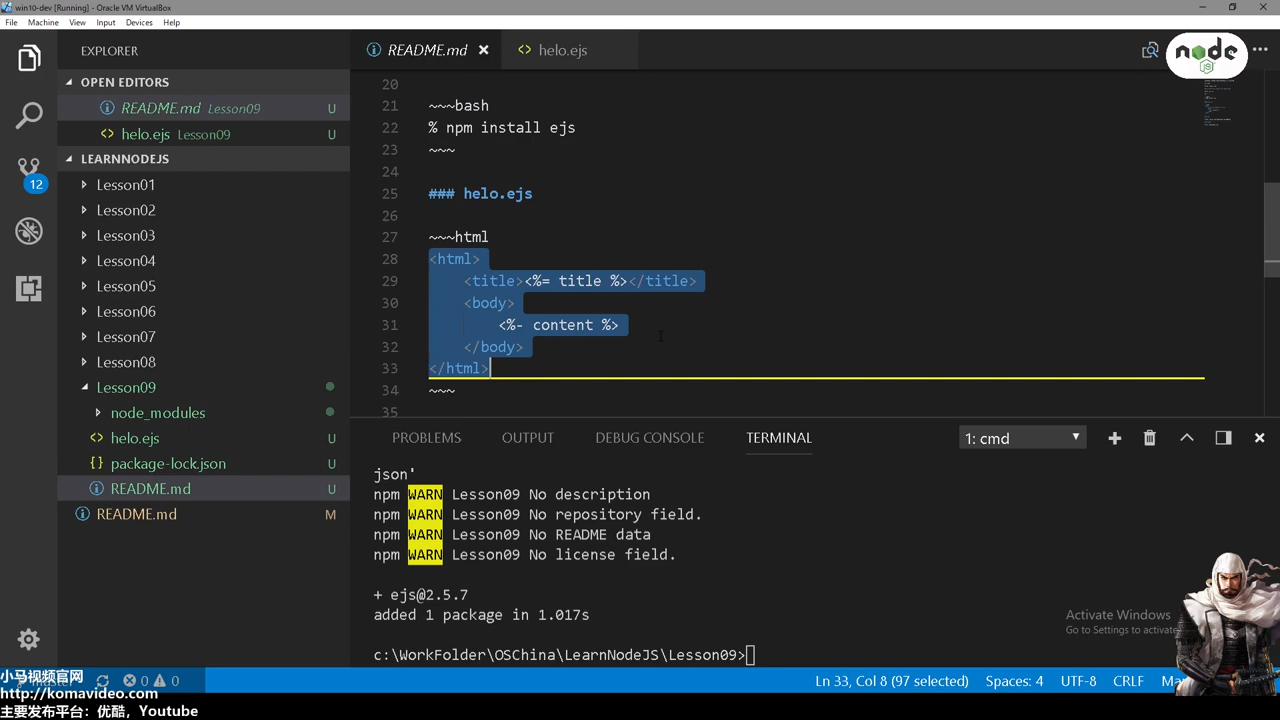 win10-dev [Running] - Oracle VM VirtualBox
File Machine View Input Devices Help
EXPLORER
OPEN EDITORS
README.md Lesson09 U
helo.ejs Lesson09 U
LEARNNODEJS
Lesson01
Lesson02
Lesson03
Lesson04
Lesson05
Lesson06
Lesson07
Lesson08
Lesson09
node_modules
helo.ejs U
package-lock.json U
README.md U
README.md M
12
README.md
helo.ejs
node
JS
20
21 ~~~bash
22 % npm install ejs
23 ~~~
24
25 ### helo.ejs
26
27 ~~~html
28 <html>
29 <title><%= title %></title>
30 <body>
31 <%- content %>
32 </body>
33 </html>
34 ~~~
35
PROBLEMS OUTPUT DEBUG CONSOLE TERMINAL
1: cmd
json'
npm WARN Lesson09 No description
npm WARN Lesson09 No repository field.
npm WARN Lesson09 No README data
npm WARN Lesson09 No license field.
+ ejs@2.5.7
added 1 package in 1.017s
c:\WorkFolder\OSChina\LearnNodeJS\Lesson09>
Activate Windows
Go to Settings to activate
0 0
Ln 33, Col 8 (97 selected) Spaces: 4 UTF-8 CRLF
小马视频官网
http://komavideo.com
主要发布平台：优酷，Youtube